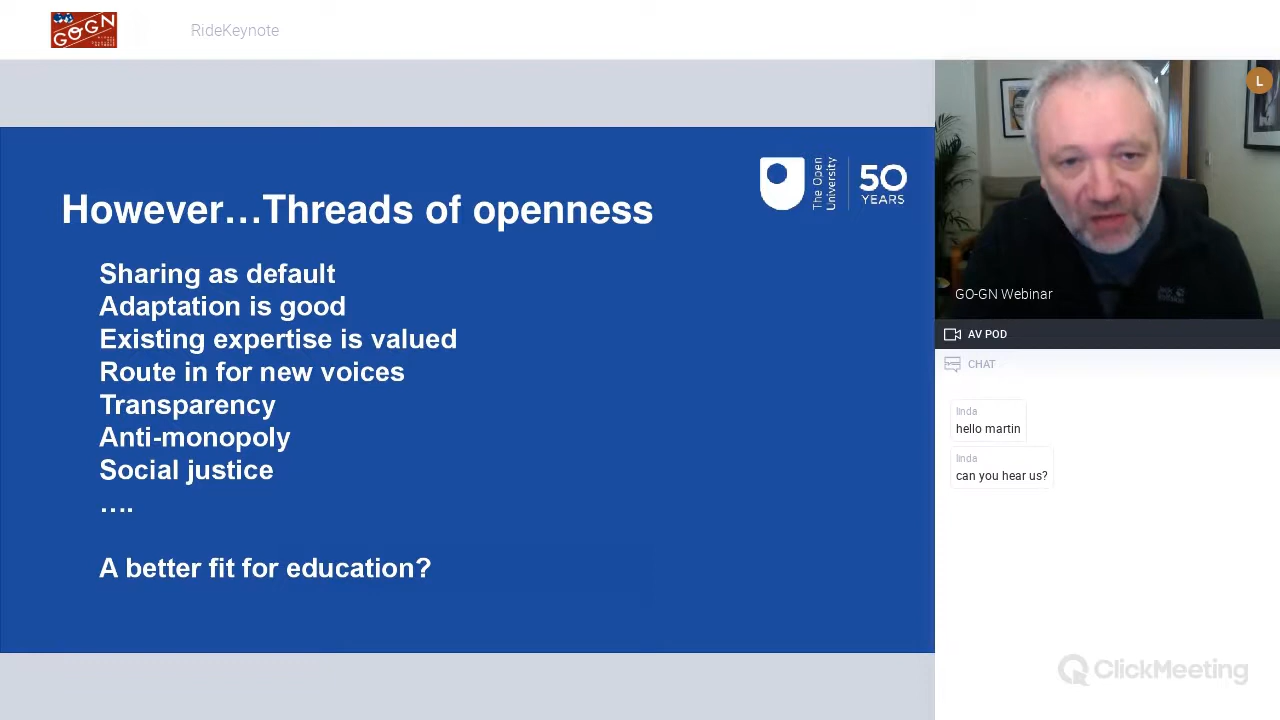 GO-GN
RideKeynote
The Open
University
50
YEARS
However…Threads of openness
Sharing as default
Adaptation is good
Existing expertise is valued
Route in for new voices
Transparency
Anti-monopoly
Social justice
….
A better fit for education?
L
GO-GN Webinar
AV POD
CHAT
linda
hello martin
linda
can you hear us?
ClickMeeting